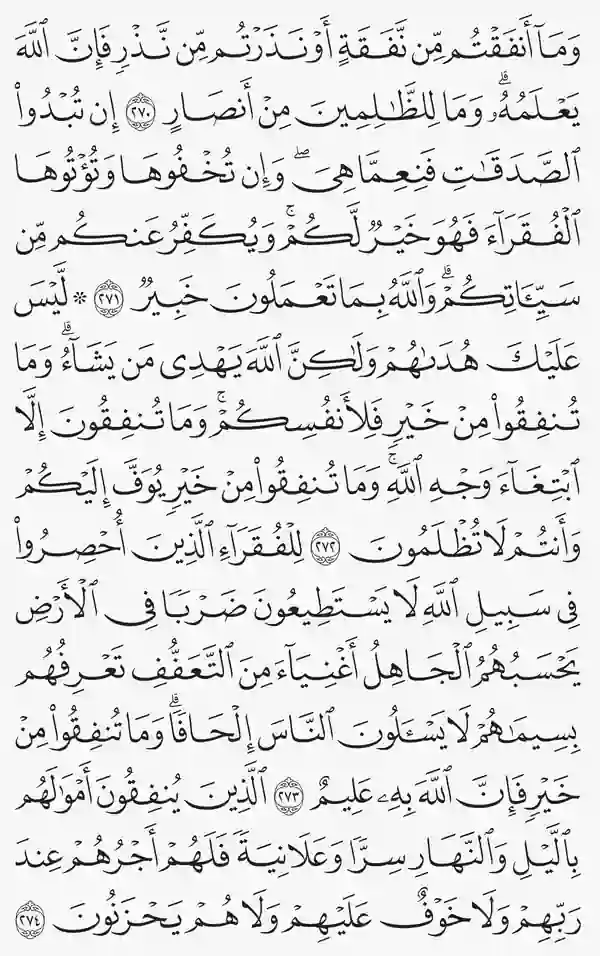 وَمَآ أَنفَقْتُم مِّن نَّفَقَةٍ أَوْ نَذَرْتُم مِّن نَّذْرٍ فَإِنَّ ٱللَّهَ
يَعْلَمُهُۥ ۗ وَمَا لِلظَّـٰلِمِينَ مِنْ أَنصَارٍ ٢٧٠ إِن تُبْدُوا۟
ٱلصَّدَقَـٰتِ فَنِعِمَّا هِىَ ۖ وَإِن تُخْفُوهَا وَتُؤْتُوهَا
ٱلْفُقَرَآءَ فَهُوَ خَيْرٌ لَّكُمْ ۚ وَيُكَفِّرُ عَنكُم مِّن
سَيِّـَٔاتِكُمْ ۗ وَٱللَّهُ بِمَا تَعْمَلُونَ خَبِيرٌ ٢٧١ ۞ لَّيْسَ
عَلَيْكَ هُدَىٰهُمْ وَلَـٰكِنَّ ٱللَّهَ يَهْدِى مَن يَشَآءُ ۗ وَمَا
تُنفِقُوا۟ مِنْ خَيْرٍ فَلِأَنفُسِكُمْ ۚ وَمَا تُنفِقُونَ إِلَّا
ٱبْتِغَآءَ وَجْهِ ٱللَّهِ ۚ وَمَا تُنفِقُوا۟ مِنْ خَيْرٍ يُوَفَّ إِلَيْكُمْ
وَأَنتُمْ لَا تُظْلَمُونَ ٢٧٢ لِلْفُقَرَآءِ ٱلَّذِينَ أُحْصِرُوا۟
فِى سَبِيلِ ٱللَّهِ لَا يَسْتَطِيعُونَ ضَرْبًا فِى ٱلْأَرْضِ
يَحْسَبُهُمُ ٱلْجَاهِلُ أَغْنِيَآءَ مِنَ ٱلتَّعَفُّفِ تَعْرِفُهُم
بِسِيمَـٰهُمْ لَا يَسْـَٔلُونَ ٱلنَّاسَ إِلْحَافًا ۗ وَمَا تُنفِقُوا۟ مِنْ
خَيْرٍ فَإِنَّ ٱللَّهَ بِهِۦ عَلِيمٌ ٢٧٣ ٱلَّذِينَ يُنفِقُونَ أَمْوَٰلَهُم
بِٱلَّيْلِ وَٱلنَّهَارِ سِرًّا وَعَلَانِيَةً فَلَهُمْ أَجْرُهُمْ عِندَ
رَبِّهِمْ وَلَا خَوْفٌ عَلَيْهِمْ وَلَا هُمْ يَحْزَنُونَ ٢٧٤